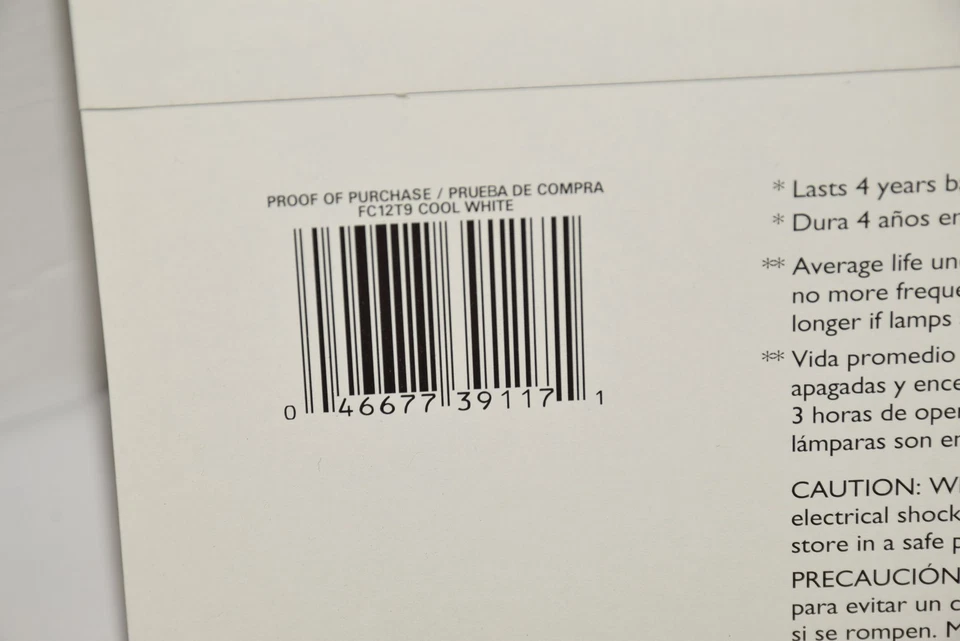 PROOF OF PURCHASE / PRUEBA DE COMPRA
FC12T9 COOL WHITE
0 46677 39117 1
* Lasts 4 years
* Dura 4 años
** Average life
no more
longer if lamps
** Vida promedio
apagadas y
3 horas de
lámparas son
CAUTION:
electrical shock
store in a safe
PRECAUCIÓN
para evitar un
si se rompen.